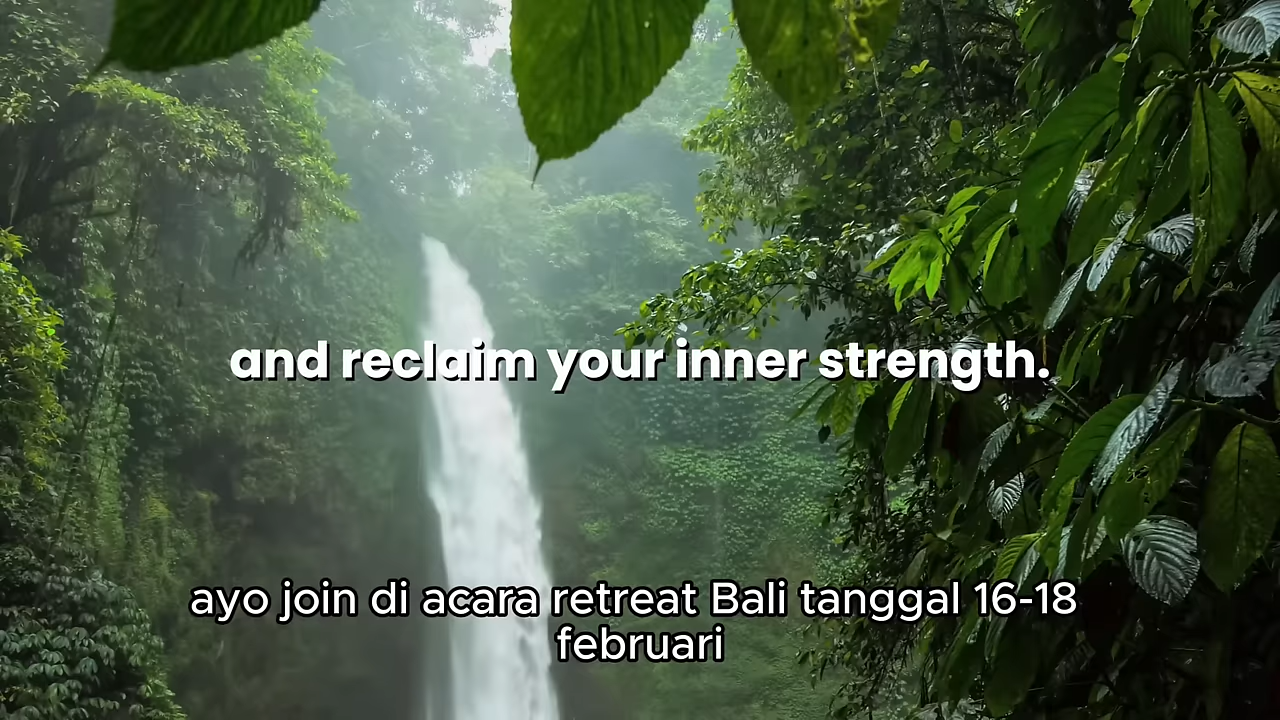 and reclaim your inner strength.
ayo join di acara retreat Bali tanggal 16-18
februari